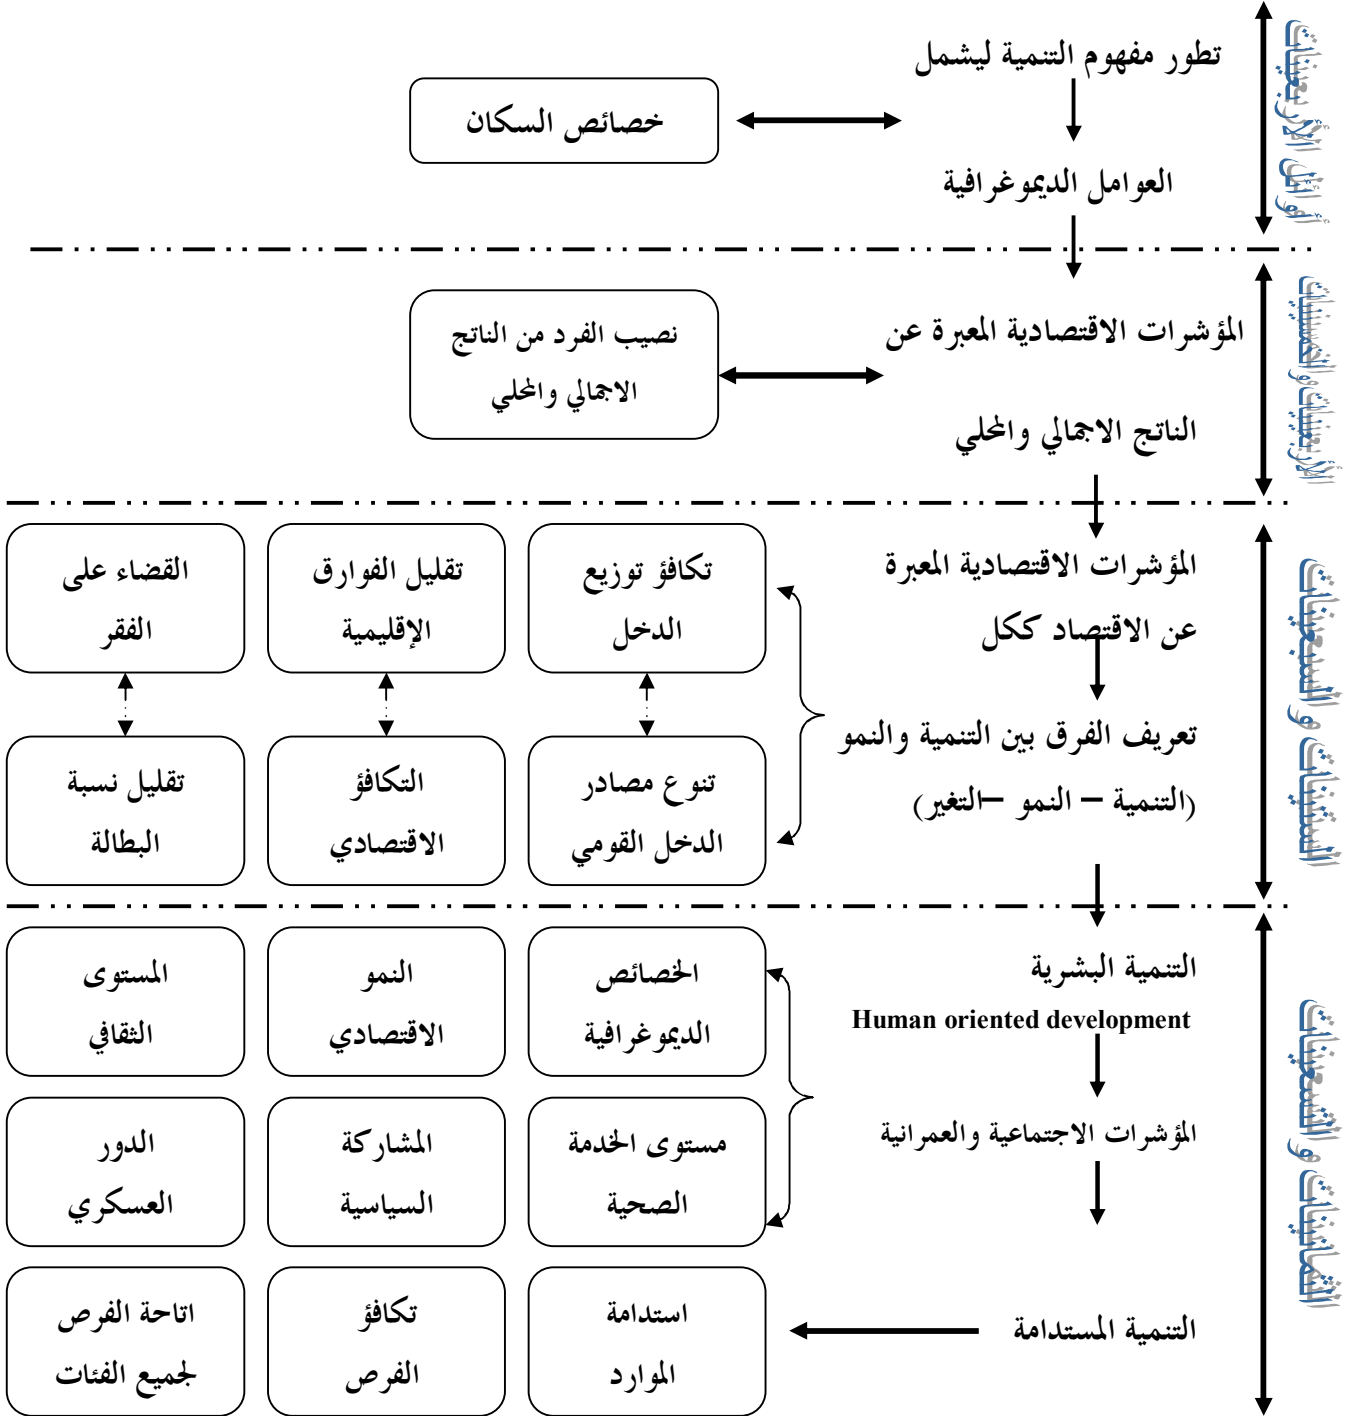 أوائل الأربعينات
تطور مفهوم التنمية ليشمل
العوامل الديموغرافية
خصائص السكان
الأربعينيات والخمسينيات
المؤشرات الاقتصادية المعبرة عن
الناتج الاجمالي والمحلي
نصيب الفرد من الناتج
الاجمالي والمحلي
الستينات و السبعينات
المؤشرات الاقتصادية المعبرة
عن الاقتصاد ككل
تعريف الفرق بين التنمية والنمو
(التنمية – النمو –التغير)
تكافؤ توزيع
الدخل
تقليل الفوارق
الإقليمية
القضاء على
الفقر
تنوع مصادر
الدخل القومي
التكافؤ
الاقتصادي
تقليل نسبة
البطالة
الثمانينات و التسعينات
التنمية البشرية
Human oriented development
المؤشرات الاجتماعية والعمرانية
التنمية المستدامة
الخصائص
الديموغرافية
النمو
الاقتصادي
المستوى
الثقافي
مستوى الخدمة
الصحية
المشاركة
السياسية
الدور
العسكري
استدامة
الموارد
تكافؤ
الفرص
اتاحة الفرص
لجميع الفئات